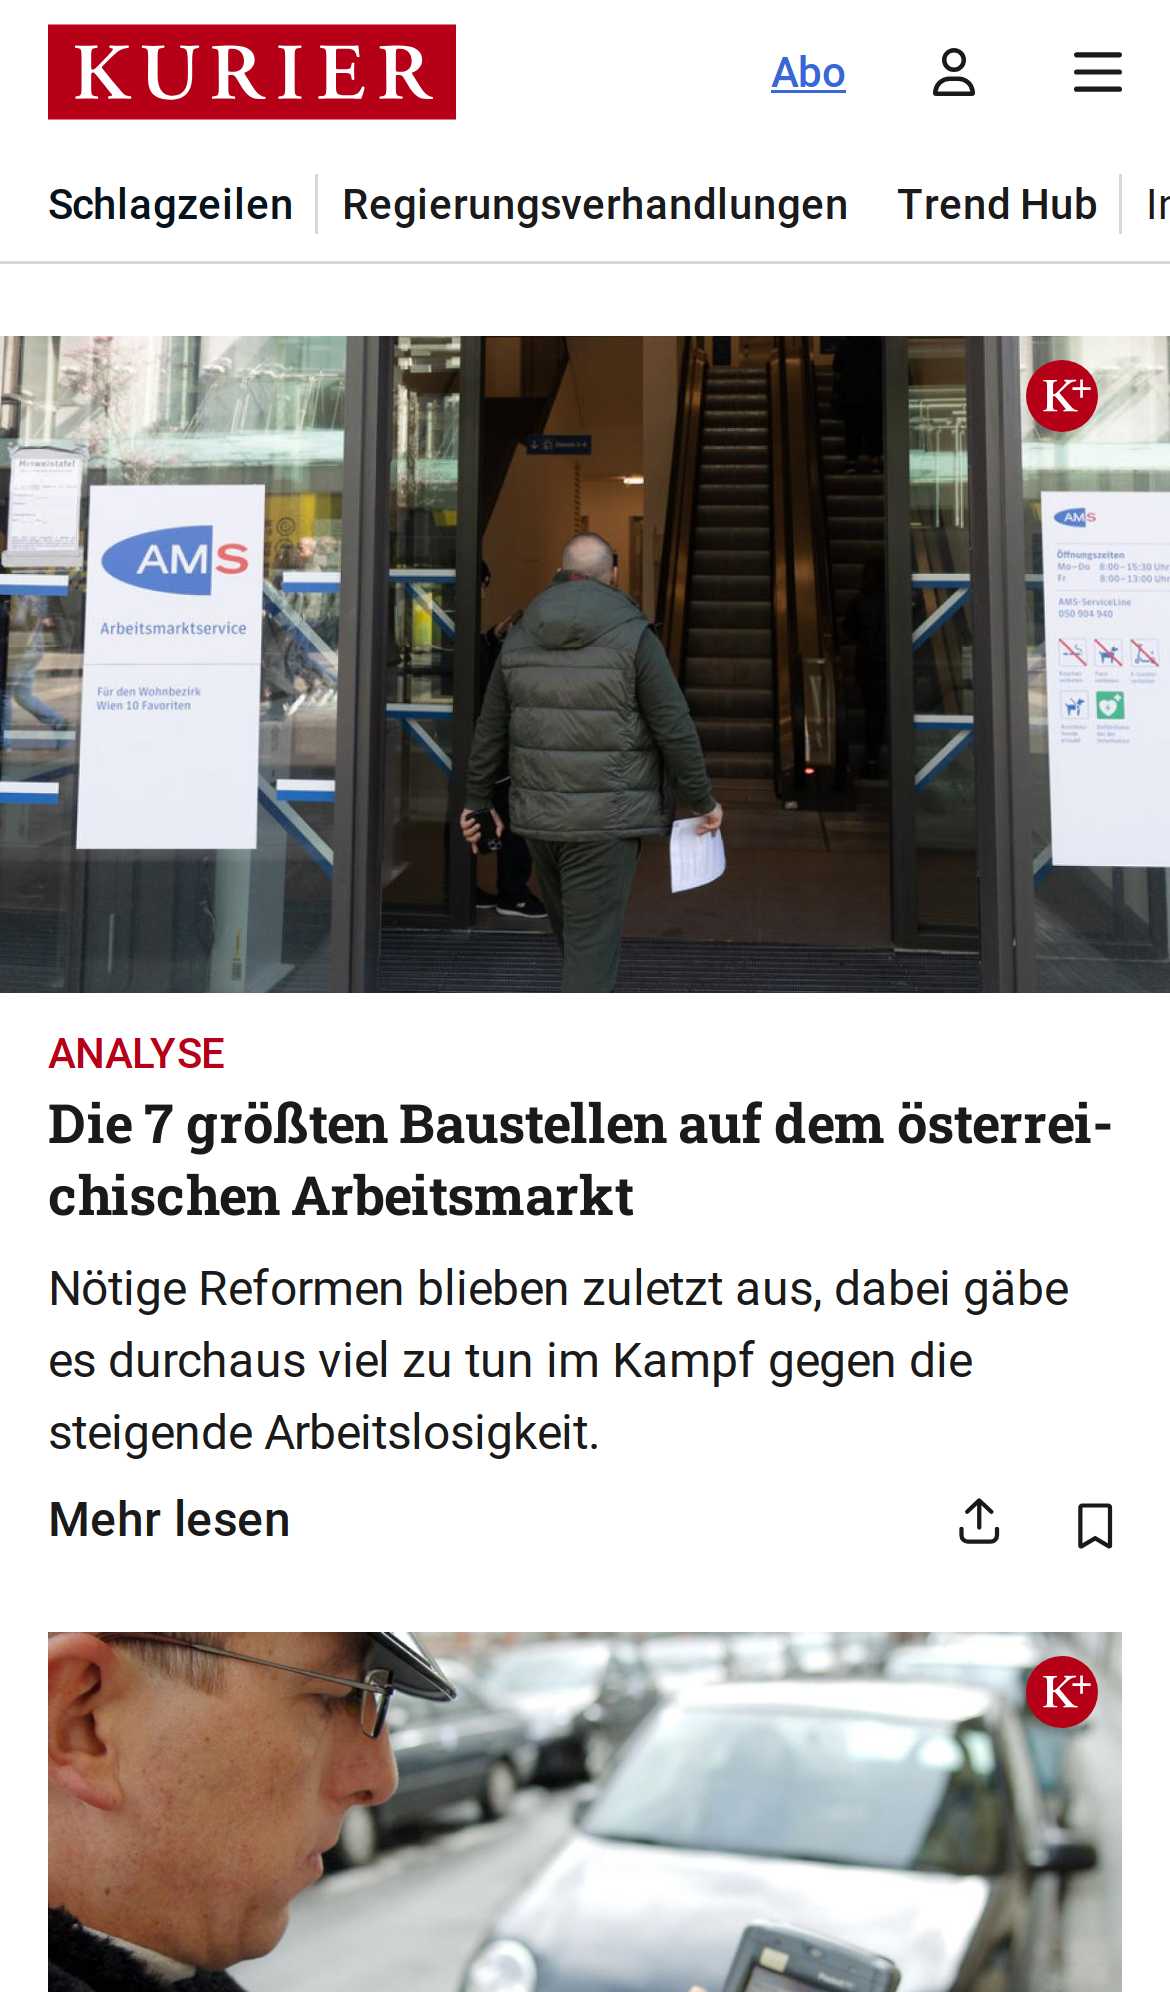 KURIER
Abo
Schlagzeilen
Regierungsverhandlungen
Trend Hub
K+
Hinweistafel
AMS
Arbeitsmarktservice
Für den Wohnbezirk
Wien 10 Favoriten
AMS
Öffnungszeiten
Mo–Do 8:00–15:30 Uhr
Fr 8:00–13:00 Uhr
AMS-ServiceLine
050 904 940
ANALYSE
Die 7 größten Baustellen auf dem österrei-
chischen Arbeitsmarkt
Nötige Reformen blieben zuletzt aus, dabei gäbe
es durchaus viel zu tun im Kampf gegen die
steigende Arbeitslosigkeit.
Mehr lesen
K+